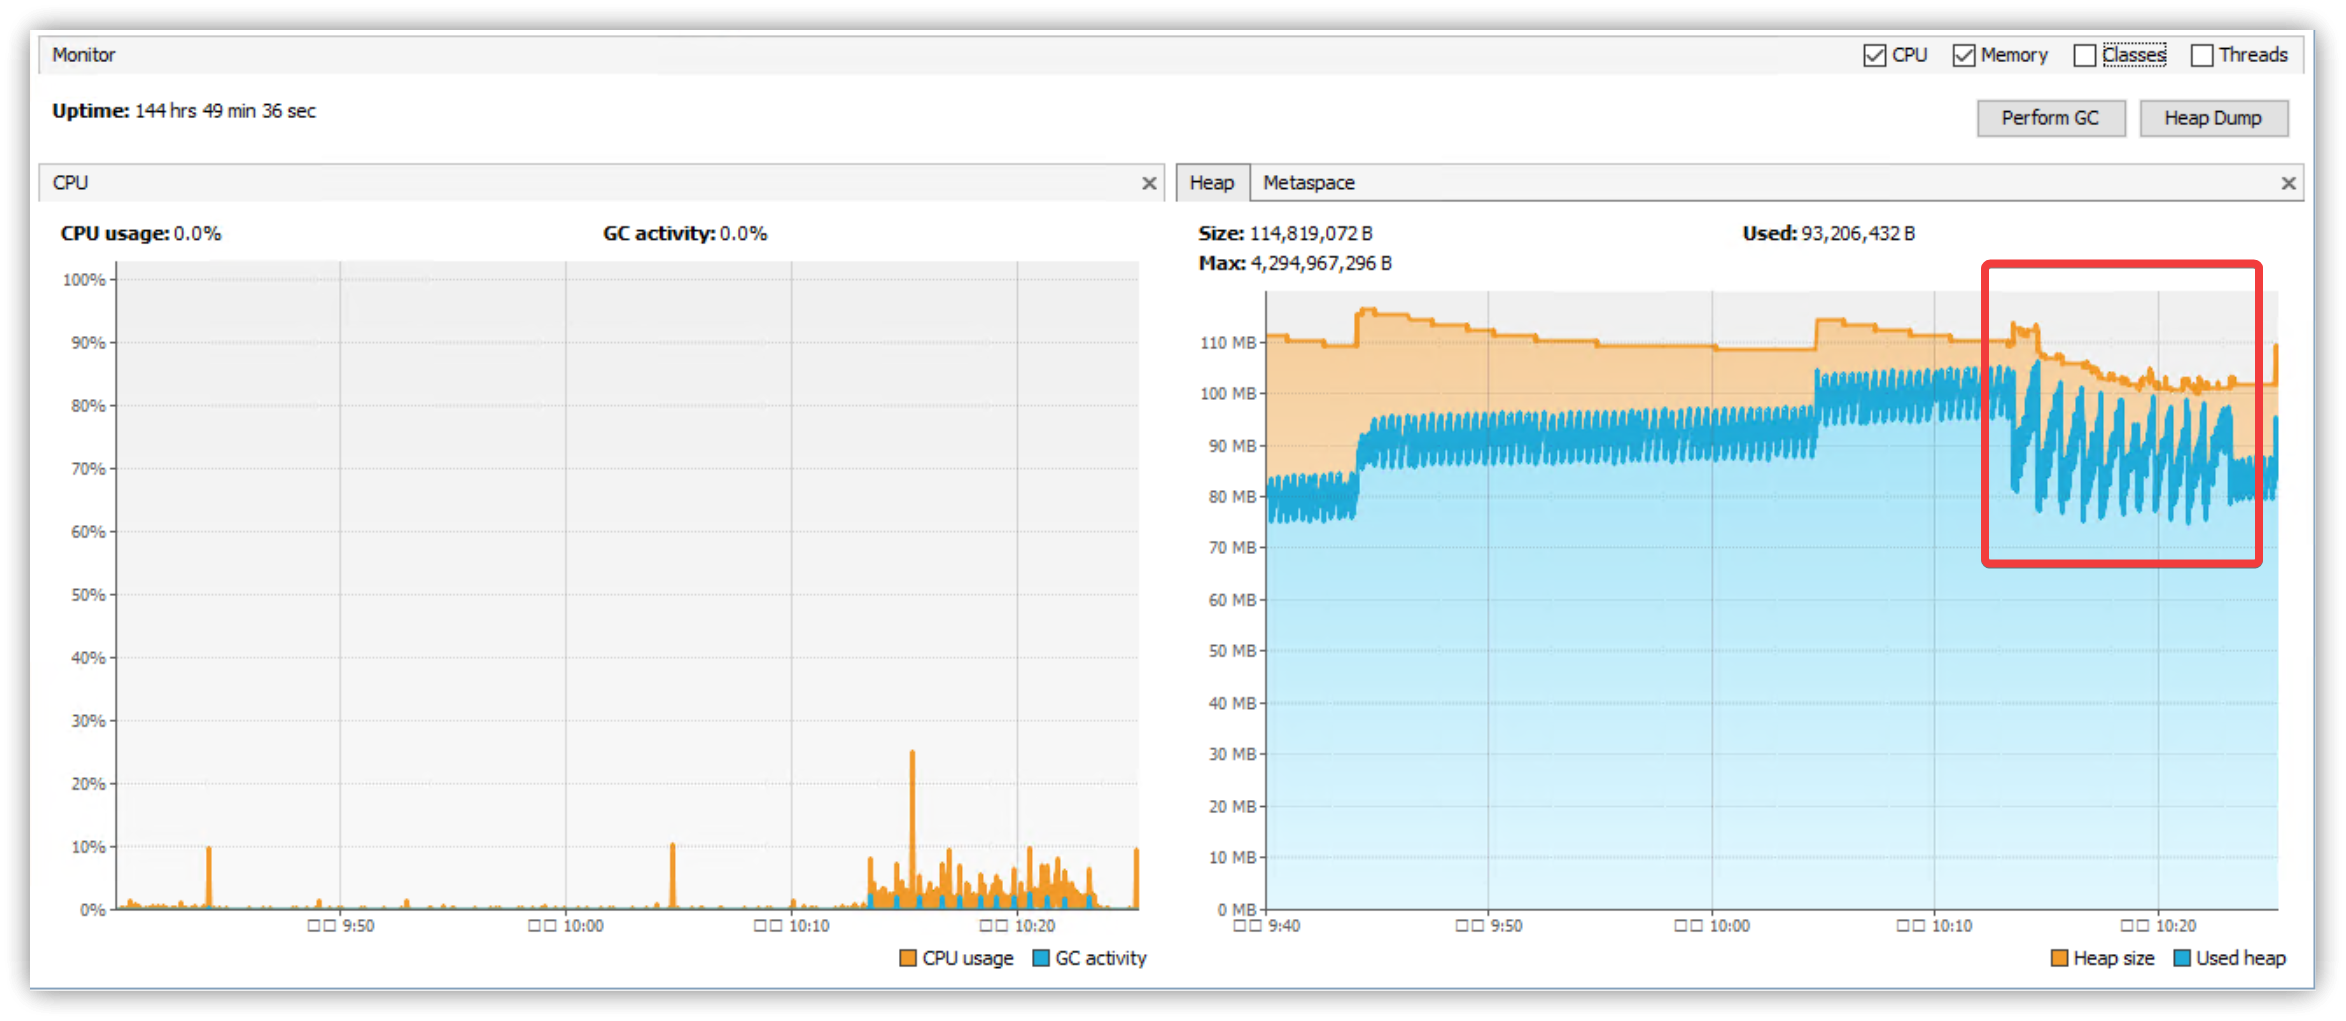 Monitor
CPU Memory Classes Threads
Uptime: 144 hrs 49 min 36 sec
Perform GC Heap Dump
CPU
CPU usage: 0.0% GC activity: 0.0%
100%
90%
80%
70%
60%
50%
40%
30%
20%
10%
0%
9:50 10:00 10:10 10:20
CPU usage GC activity
Heap Metaspace
Size: 114,819,072 B Used: 93,206,432 B
Max: 4,294,967,296 B
110 MB
100 MB
90 MB
80 MB
70 MB
60 MB
50 MB
40 MB
30 MB
20 MB
10 MB
0 MB
9:40 9:50 10:00 10:10 10:20
Heap size Used heap